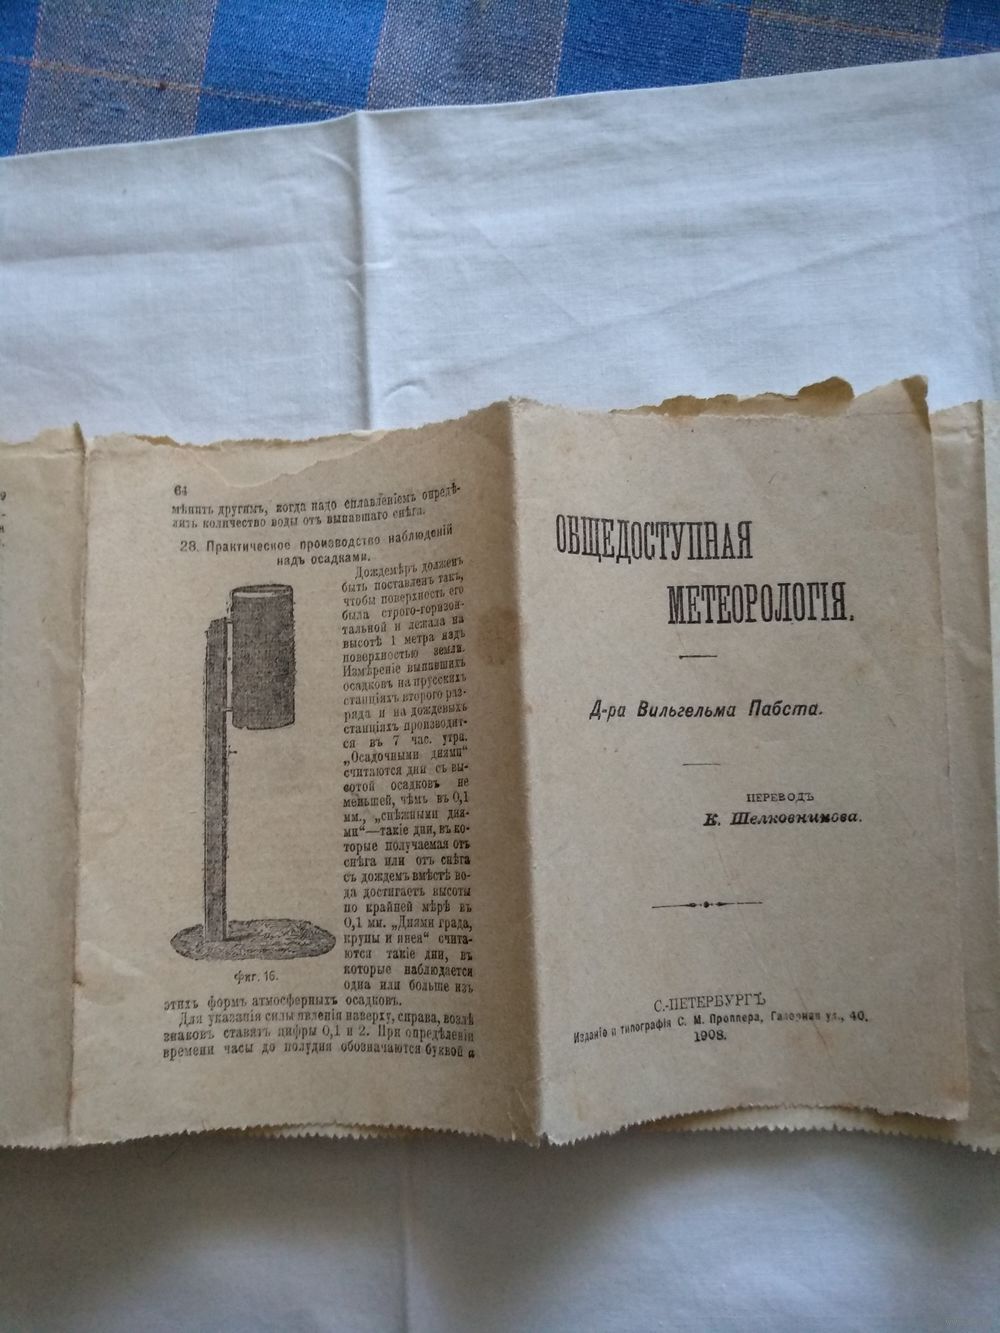 64
мѣнить другимъ, когда надо сплавленіемъ опредѣ-
лить количество воды отъ выпавшаго снѣга.
28. Практическое производство наблюденій
надъ осадками.
Дождемѣръ долженъ
быть поставленъ такъ,
чтобы поверхность его
была строго-горизон-
тальной и лежала на
высотѣ 1 метра надъ
поверхностью земли.
Измѣреніе выпавшихъ
осадковъ на прусскихъ
станціяхъ второго раз-
ряда и на дождевыхъ
станціяхъ производит-
ся въ 7 час. утра.
„Осадочными днями“
считаются дни съ вы-
сотой осадковъ не
меньшей, чѣмъ въ 0,1
мм., „снѣжными дня-
ми“—такіе дни, въ ко-
торые получаемая отъ
снѣга или отъ снѣга
съ дождемъ вмѣстѣ во-
да достигаетъ высоты
по крайней мѣрѣ въ
0,1 мм. „Днями града,
крупы и инея“ счита-
ются такіе дни, въ
которые наблюдается
одна или больше изъ
Фиг. 16.
этихъ формъ атмосферныхъ осадковъ.
Для указанія силы явленія наверху, справа, возлѣ
знаковъ ставятъ цифры 0,1 и 2. При опредѣленіи
времени часы до полудня обозначаются буквой a
ОБЩЕДОСТУПНАЯ
МЕТЕОРОЛОГІЯ.
Д-ра Вильгельма Пабста.
ПЕРЕВОДЪ
К. Шелковникова.
С.-ПЕТЕРБУРГЪ
Изданіе и типографія С. М. Проппера, Галерная ул., 40.
1908.